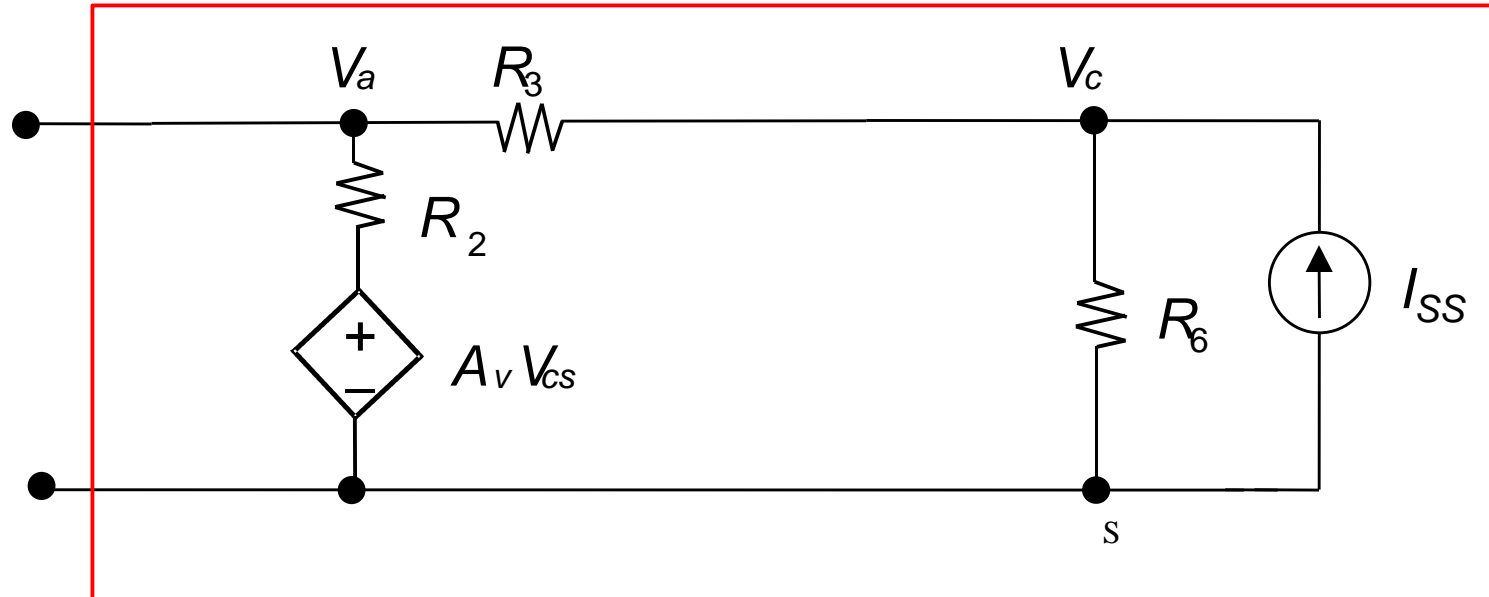 Va R3 Vc
R2
+
−
Av Vcs
R6
ISS
s